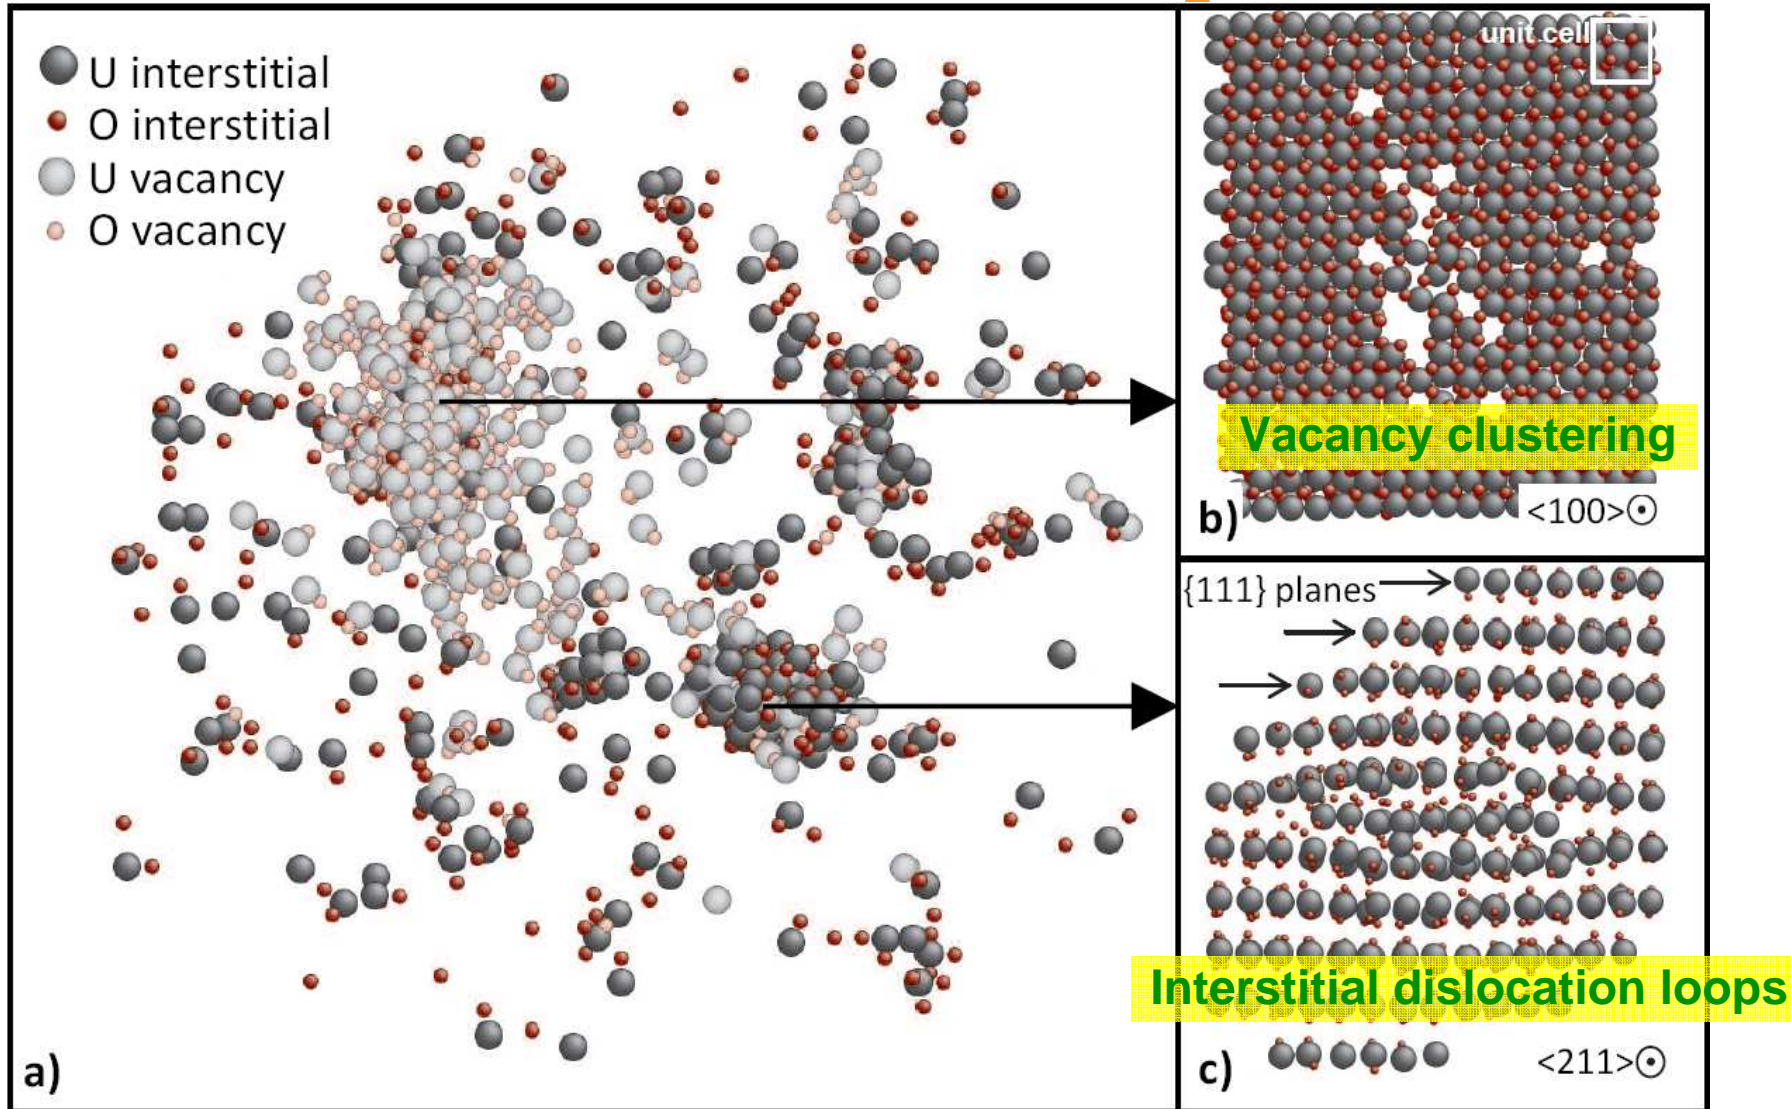 U interstitial
O interstitial
U vacancy
O vacancy
a)
unit cell
Vacancy clustering
b)
<100>⊙
{111} planes
Interstitial dislocation loops
c)
<211>⊙